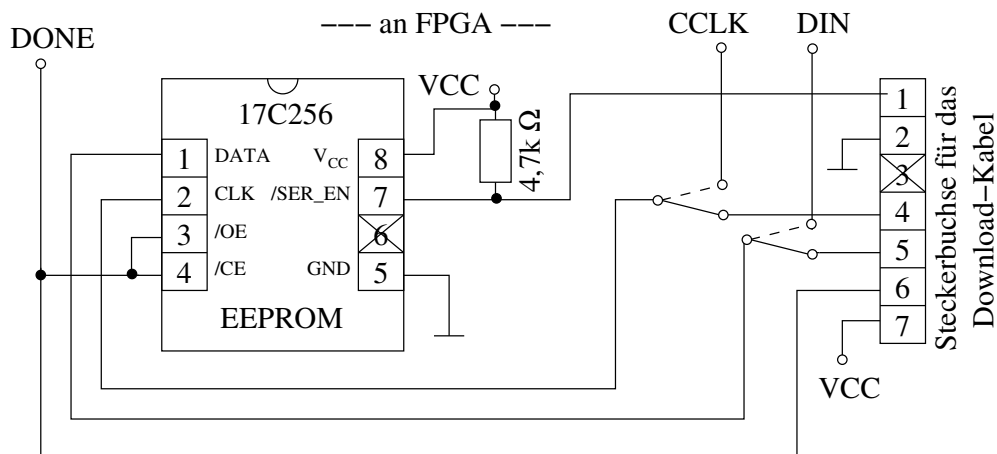 −−− an FPGA −−−
DONE
CCLK
DIN
VCC
17C256
1 DATA
2 CLK
3 /OE
4 /CE
V_CC 8
/SER_EN 7
6
GND 5
EEPROM
4,7k Ω
1
2
3
4
5
6
7
VCC
Steckerbuchse für das
Download−Kabel